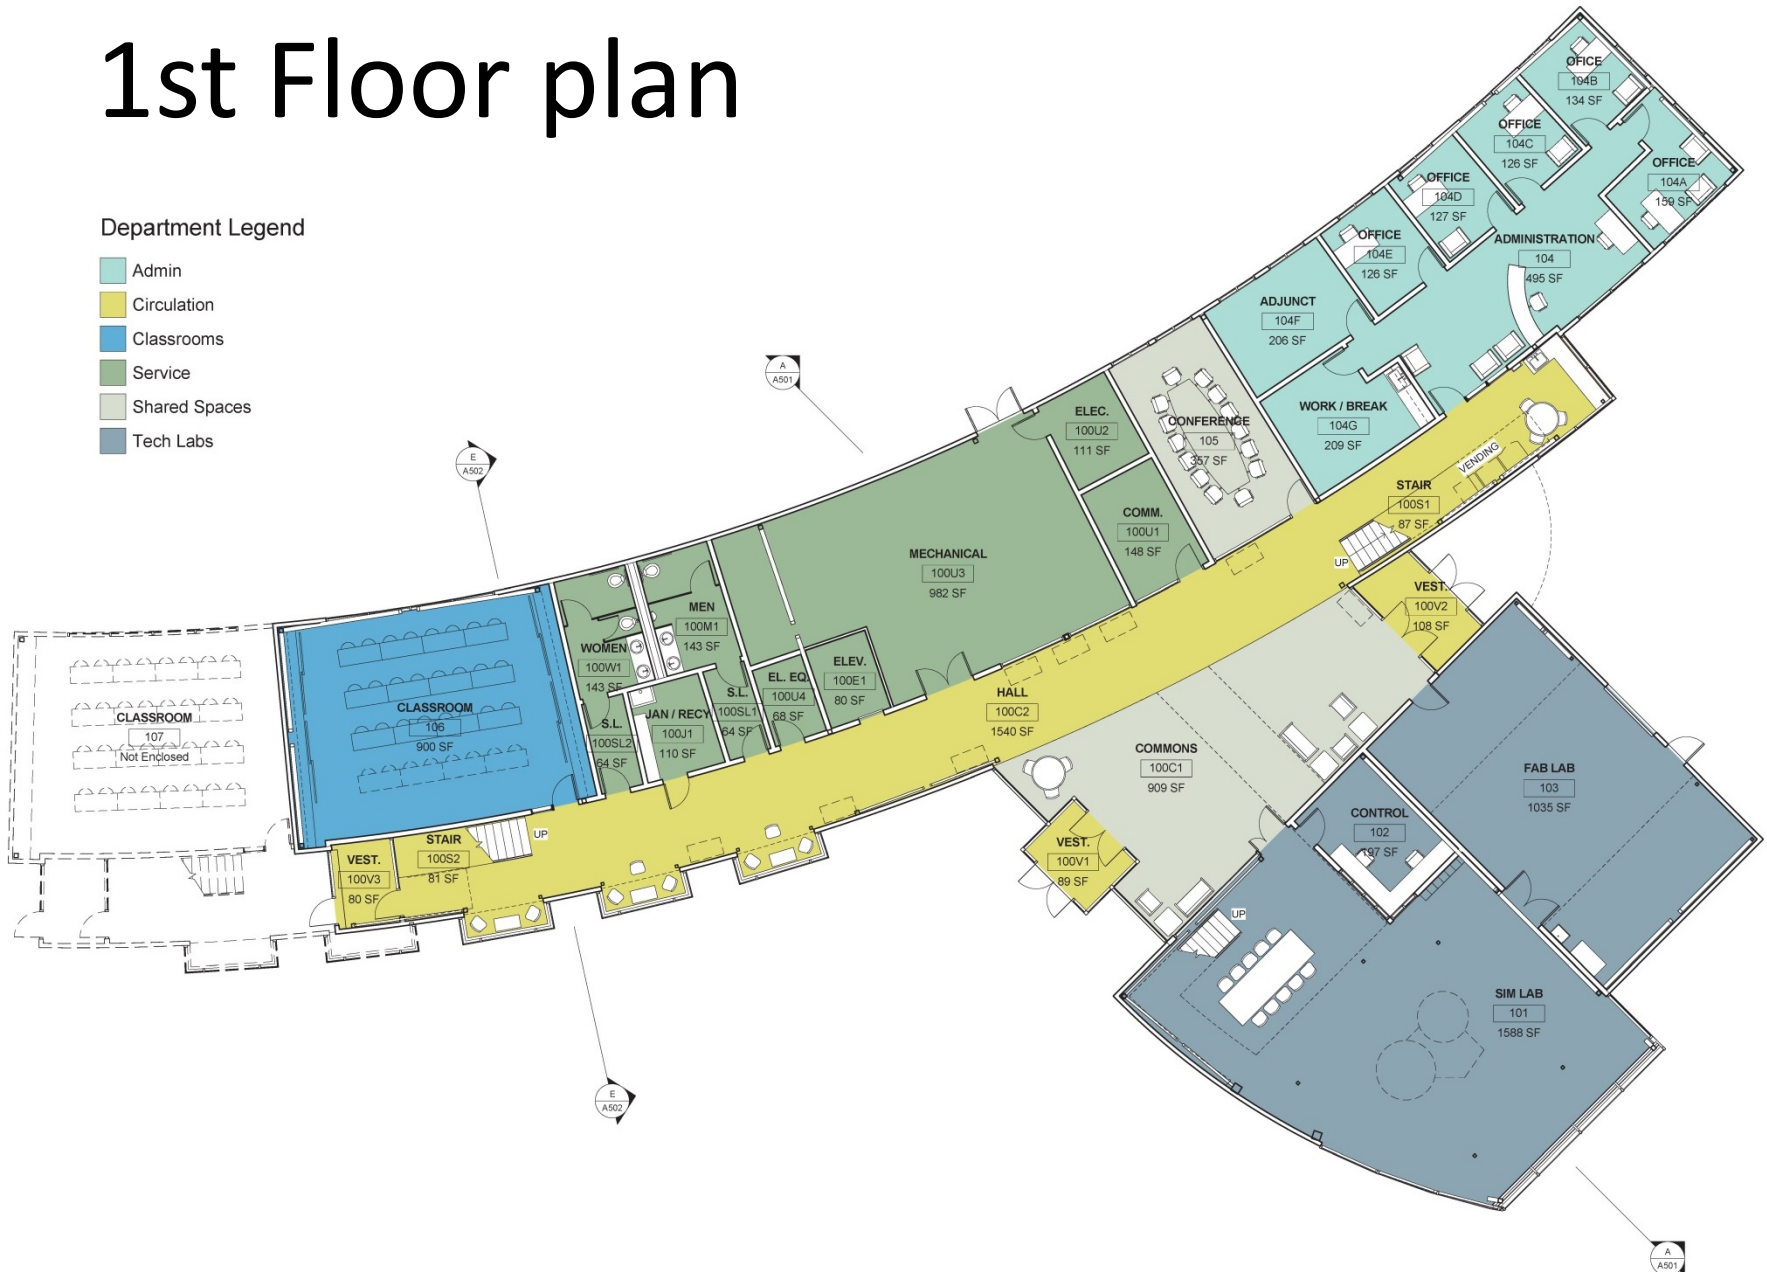 1st Floor plan
Department Legend
Admin
Circulation
Classrooms
Service
Shared Spaces
Tech Labs
OFICE
104B
134 SF
OFFICE
104C
126 SF
OFFICE
104A
159 SF
OFFICE
104D
127 SF
OFFICE
104E
126 SF
ADMINISTRATION
104
495 SF
ADJUNCT
104F
206 SF
WORK / BREAK
104G
209 SF
A
A501
ELEC.
100U2
111 SF
CONFERENCE
105
357 SF
E
A502
VENDING
STAIR
100S1
87 SF
UP
COMM.
100U1
148 SF
MECHANICAL
100U3
982 SF
VEST.
100V2
108 SF
MEN
100M1
143 SF
WOMEN
100W1
143 SF
ELEV.
100E1
80 SF
EL. EQ.
100U4
68 SF
S.L.
100SL1
64 SF
JAN / RECY
100J1
110 SF
S.L.
100SL2
64 SF
HALL
100C2
1540 SF
CLASSROOM
106
900 SF
CLASSROOM
107
Not Enclosed
COMMONS
100C1
909 SF
FAB LAB
103
1035 SF
CONTROL
102
197 SF
UP
STAIR
100S2
81 SF
VEST.
100V3
80 SF
VEST.
100V1
89 SF
UP
SIM LAB
101
1588 SF
E
A502
A
A501